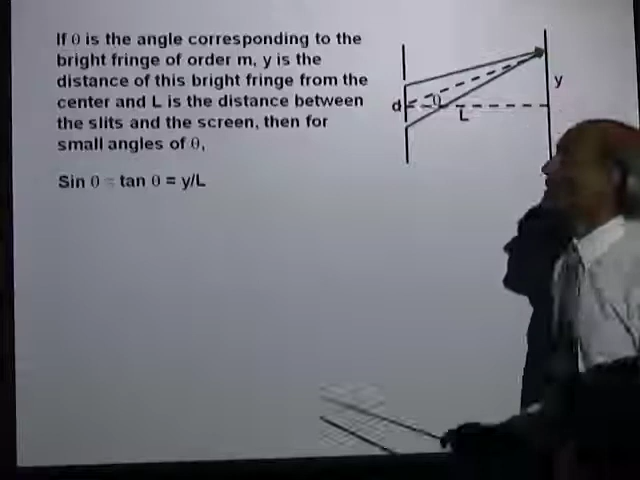 If θ is the angle corresponding to the
bright fringe of order m, y is the
distance of this bright fringe from the
center and L is the distance between
the slits and the screen, then for
small angles of θ,
Sin θ = tan θ = y/L
y
d
θ
L